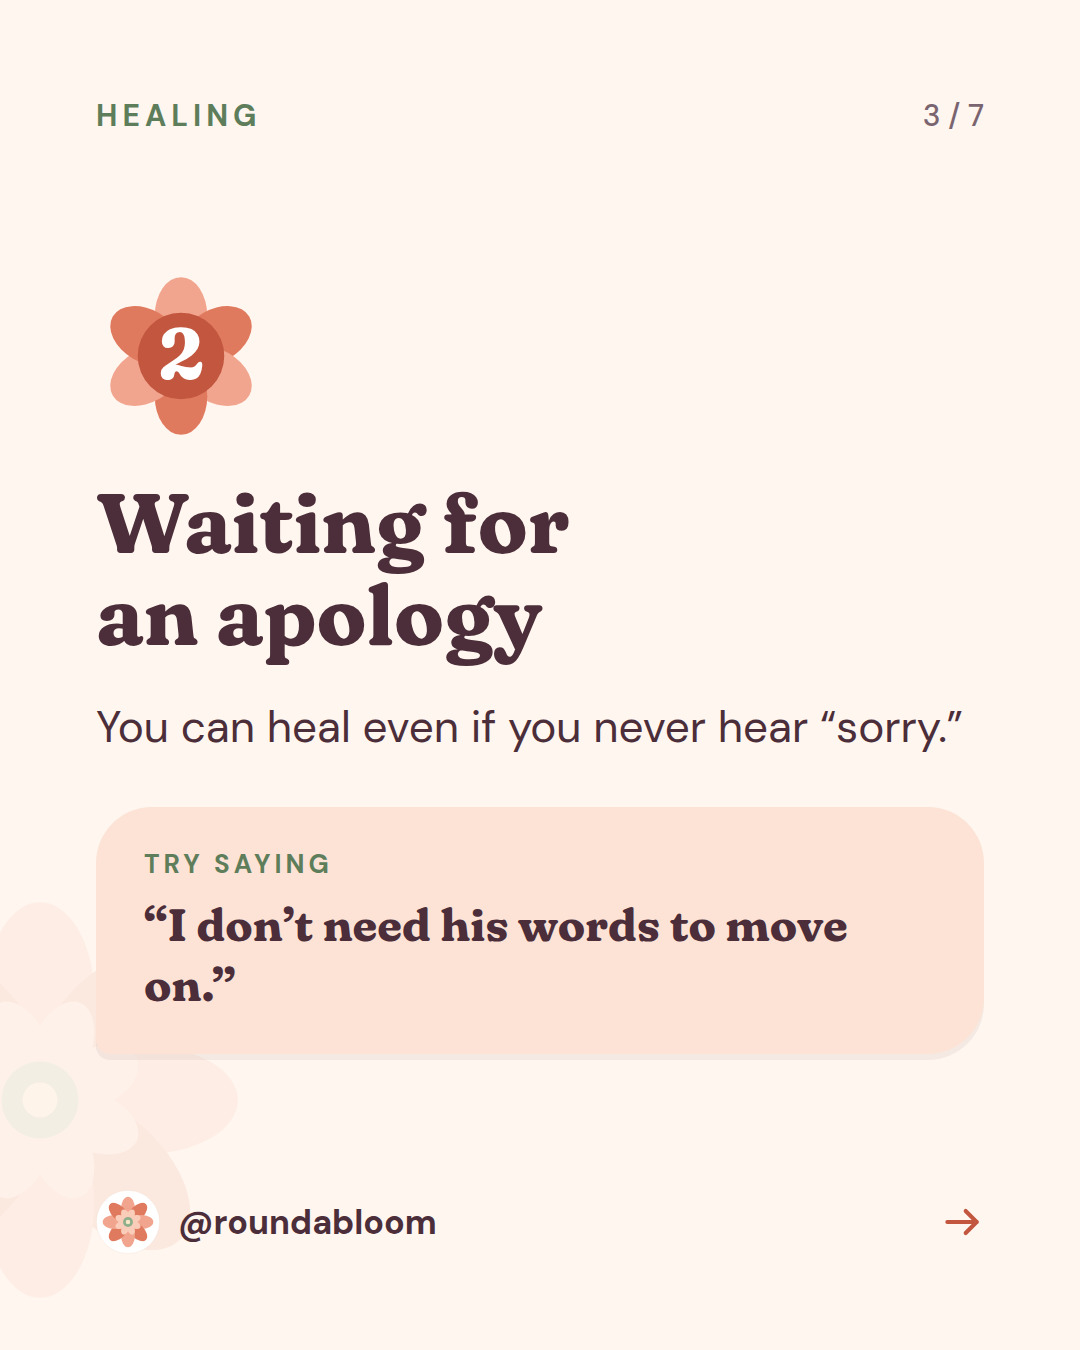 HEALING
3 / 7
2
Waiting for
an apology
You can heal even if you never hear “sorry.”
TRY SAYING
“I don’t need his words to move
on.”
@roundabloom